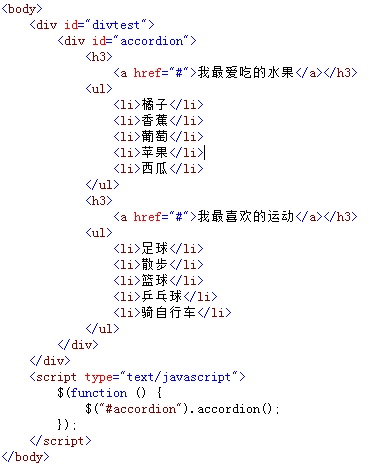 <body>
<div id="divtest">
<div id="accordion">
<h3>
<a href="#">我最爱吃的水果</a></h3>
<ul>
<li>橘子</li>
<li>香蕉</li>
<li>葡萄</li>
<li>苹果</li>
<li>西瓜</li>
</ul>
<h3>
<a href="#">我最喜欢的运动</a></h3>
<ul>
<li>足球</li>
<li>散步</li>
<li>篮球</li>
<li>乒乓球</li>
<li>骑自行车</li>
</ul>
</div>
</div>
<script type="text/javascript">
$(function () {
$("#accordion").accordion();
});
</script>
</body>